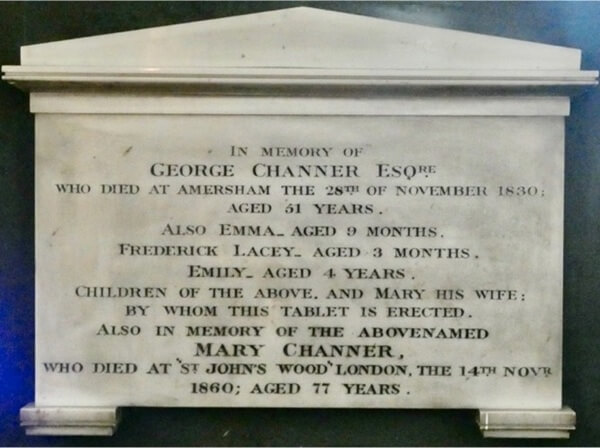 IN MEMORY OF
GEORGE CHANNER ESQRE
WHO DIED AT AMERSHAM THE 28TH OF NOVEMBER 1830;
AGED 51 YEARS.
ALSO EMMA_ AGED 9 MONTHS.
FREDERICK LACEY_ AGED 3 MONTHS.
EMILY_ AGED 4 YEARS.
CHILDREN OF THE ABOVE, AND MARY HIS WIFE;
BY WHOM THIS TABLET IS ERECTED.
ALSO IN MEMORY OF THE ABOVENAMED
MARY CHANNER,
WHO DIED AT "ST JOHN'S WOOD" LONDON, THE 14TH NOVR
1860; AGED 77 YEARS.